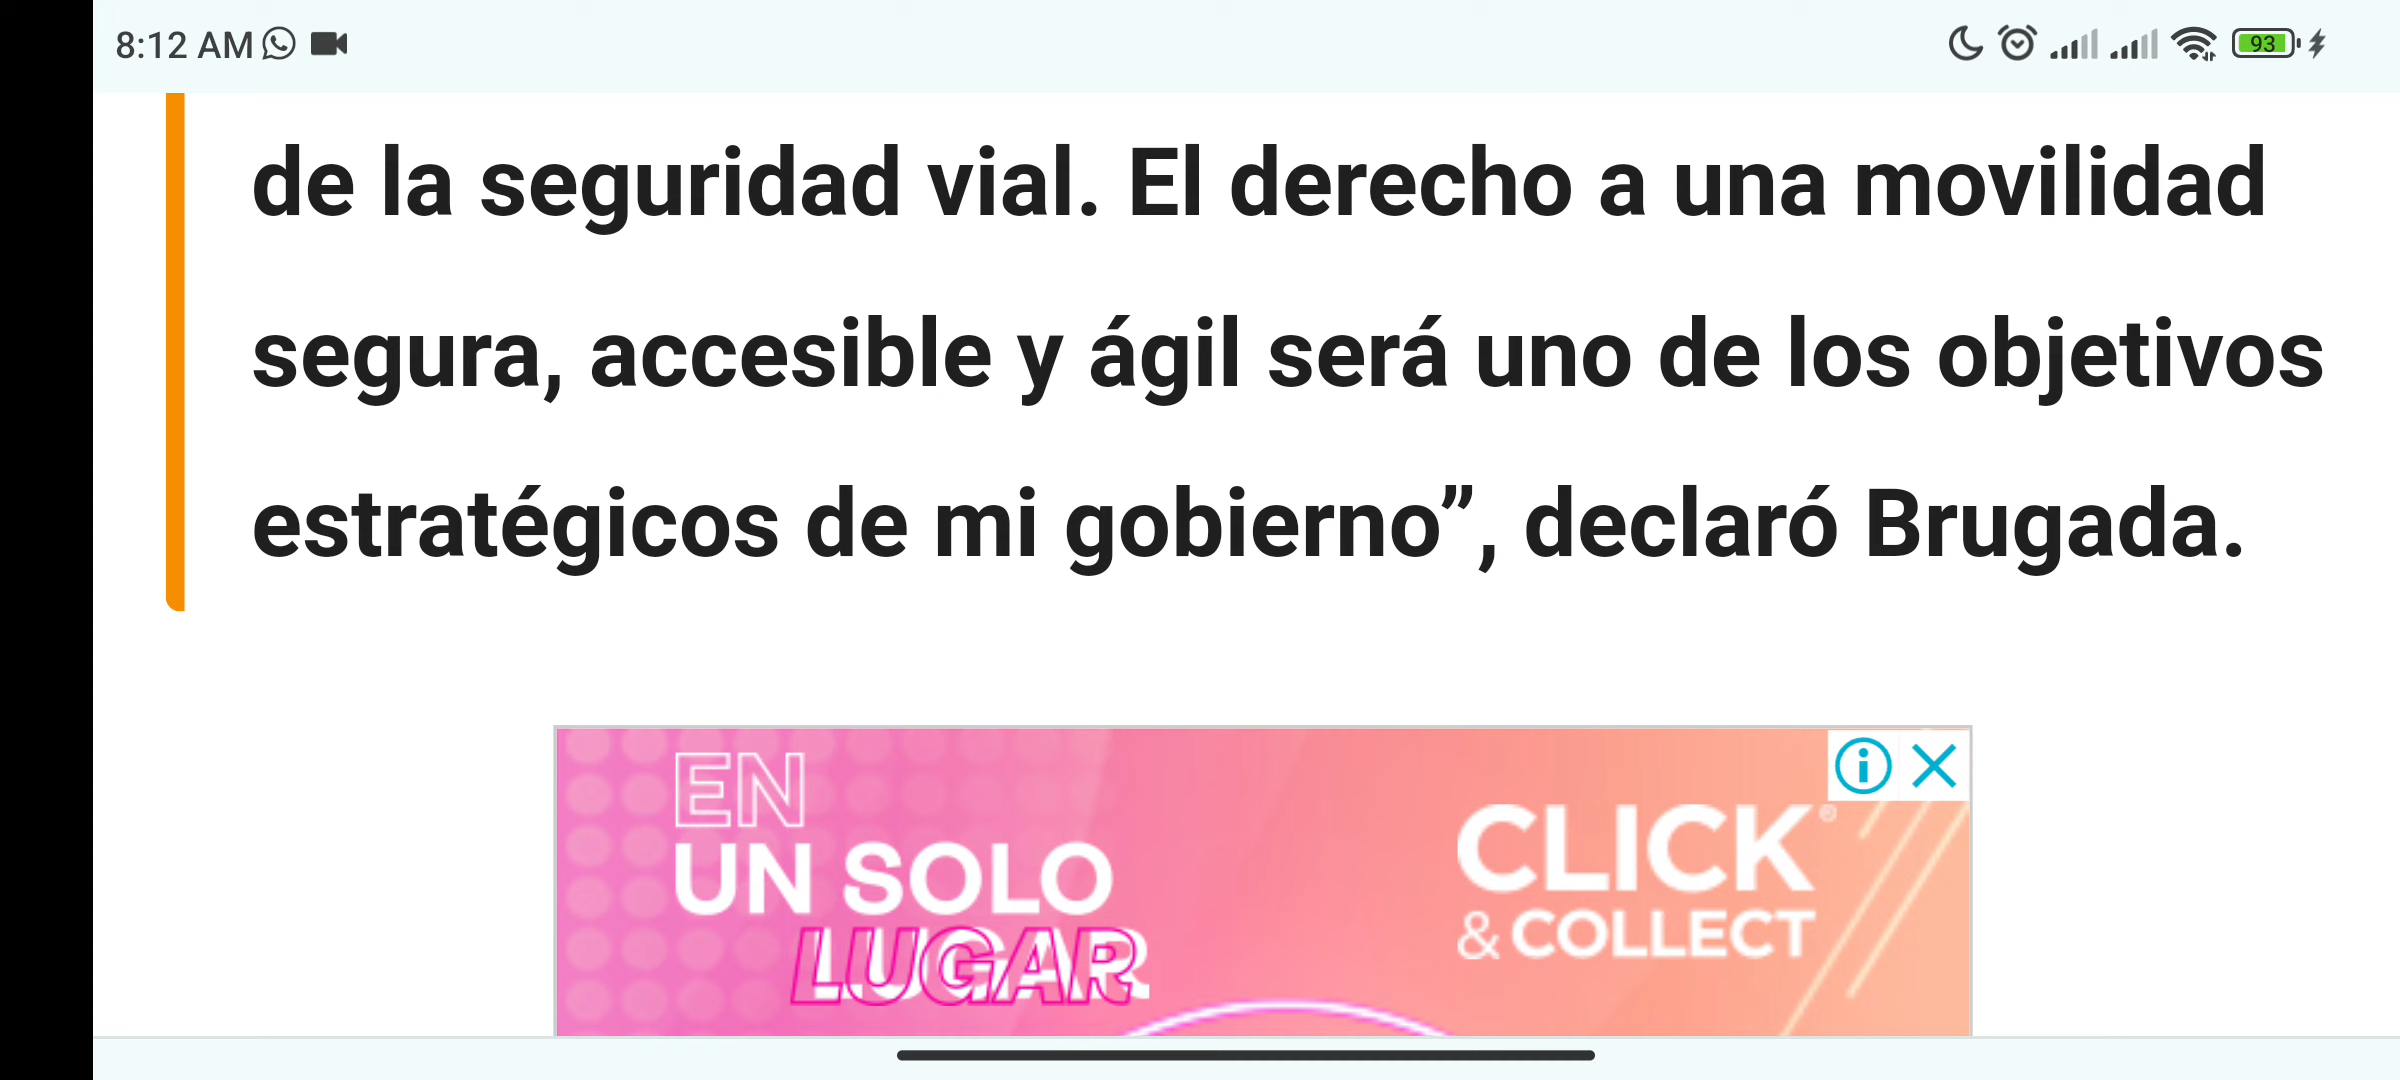 8:12 AM
93
de la seguridad vial. El derecho a una movilidad
segura, accesible y ágil será uno de los objetivos
estratégicos de mi gobierno”, declaró Brugada.
EN
UN SOLO
LUGAR
CLICK®
& COLLECT